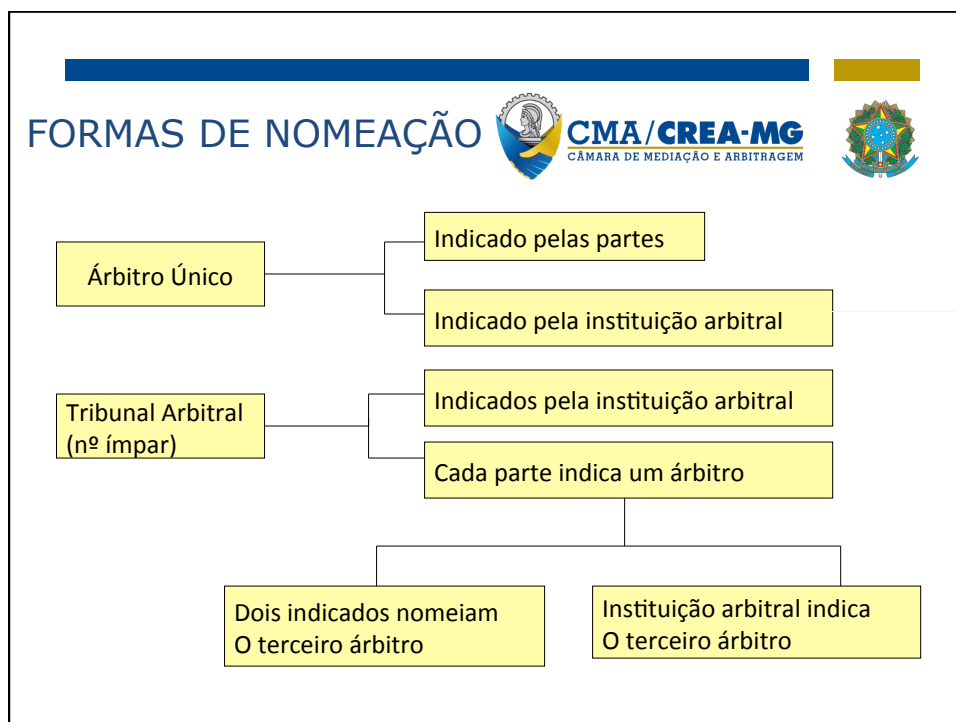 FORMAS DE NOMEAÇÃO
CMA/CREA-MG
CÂMARA DE MEDIAÇÃO E ARBITRAGEM
Árbitro Único
Indicado pelas partes
Indicado pela instituição arbitral
Tribunal Arbitral
(nº ímpar)
Indicados pela instituição arbitral
Cada parte indica um árbitro
Dois indicados nomeiam
O terceiro árbitro
Instituição arbitral indica
O terceiro árbitro